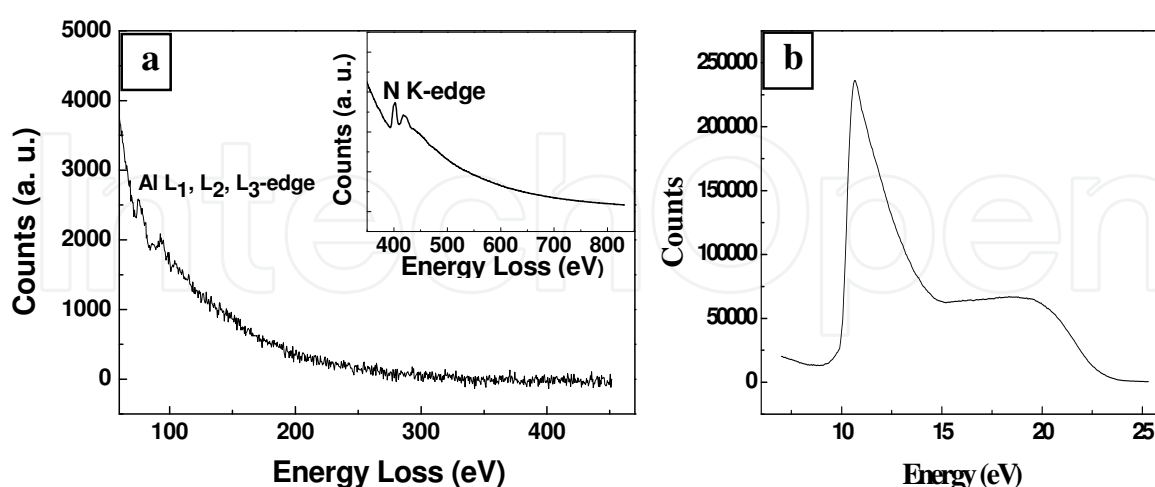 a
5000
4000
3000
2000
1000
0
Counts (a. u.)
Al L1, L2, L3-edge
100
200
300
400
Energy Loss (eV)
N K-edge
Counts (a. u.)
400 500 600 700 800
Energy Loss (eV)
b
250000
200000
150000
100000
50000
0
Counts
10
15
20
25
Energy (eV)
IntechOpen